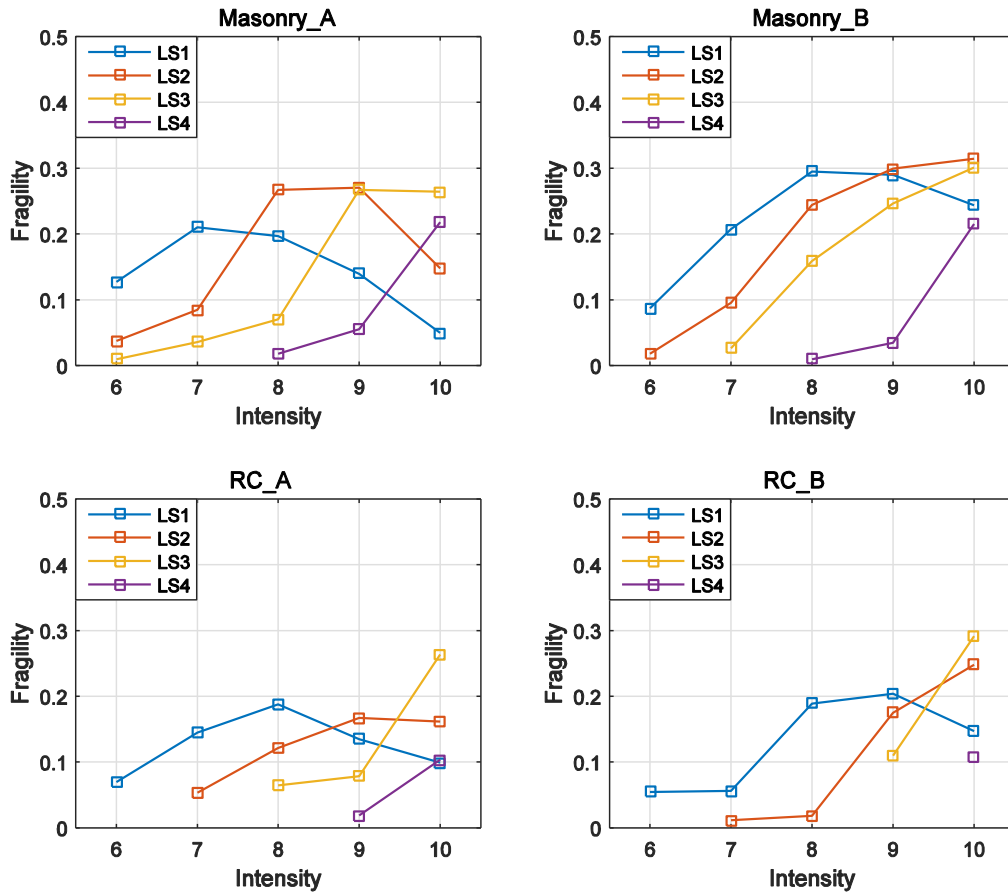 Masonry_A
0.5
0.4
0.3
0.2
0.1
0
Fragility
LS1
LS2
LS3
LS4
6 7 8 9 10
Intensity
Masonry_B
0.5
0.4
0.3
0.2
0.1
0
Fragility
LS1
LS2
LS3
LS4
6 7 8 9 10
Intensity
RC_A
0.5
0.4
0.3
0.2
0.1
0
Fragility
LS1
LS2
LS3
LS4
6 7 8 9 10
Intensity
RC_B
0.5
0.4
0.3
0.2
0.1
0
Fragility
LS1
LS2
LS3
LS4
6 7 8 9 10
Intensity